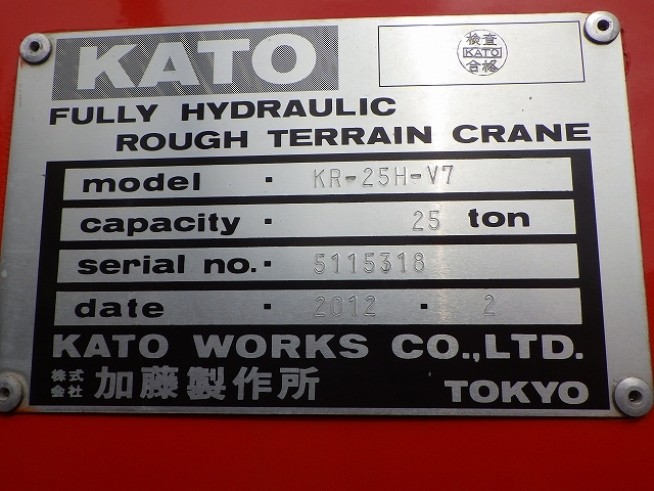 KATO
検査
KATO
合格
FULLY HYDRAULIC
ROUGH TERRAIN CRANE
model · KR-25H-V7
capacity · 25 ton
serial no. · 5115318
date · 2012 · 2
KATO WORKS CO.,LTD.
株式会社 加藤製作所 TOKYO